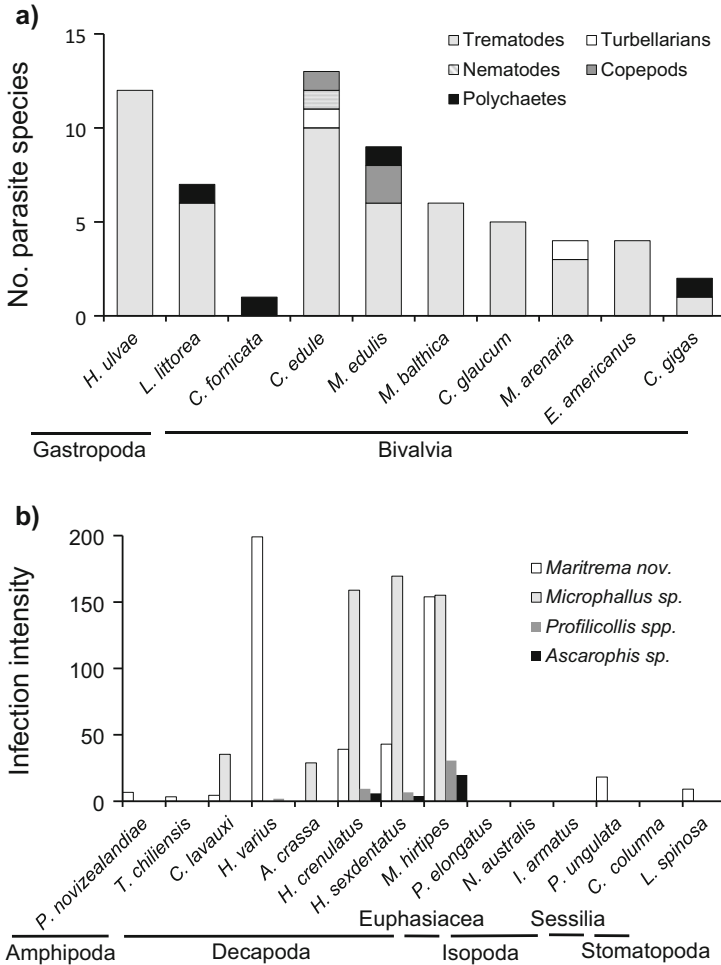 a)
15
10
5
0
No. parasite species
Trematodes
Turbellarians
Nematodes
Copepods
Polychaetes
H. ulvae
L. littorea
C. fornicata
C. edule
M. edulis
M. balthica
C. glaucum
M. arenaria
E. americanus
C. gigas
Gastropoda
Bivalvia
b)
200
150
100
50
0
Infection intensity
Maritrema nov.
Microphallus sp.
Profilicollis spp.
Ascarophis sp.
P. novizealandiae
T. chiliensis
C. lavauxi
H. varius
A. crassa
H. crenulatus
H. sexdentatus
M. hirtipes
P. elongatus
N. australis
I. armatus
P. ungulata
C. columna
L. spinosa
Euphasiacea
Sessilia
Amphipoda
Decapoda
Isopoda
Stomatopoda